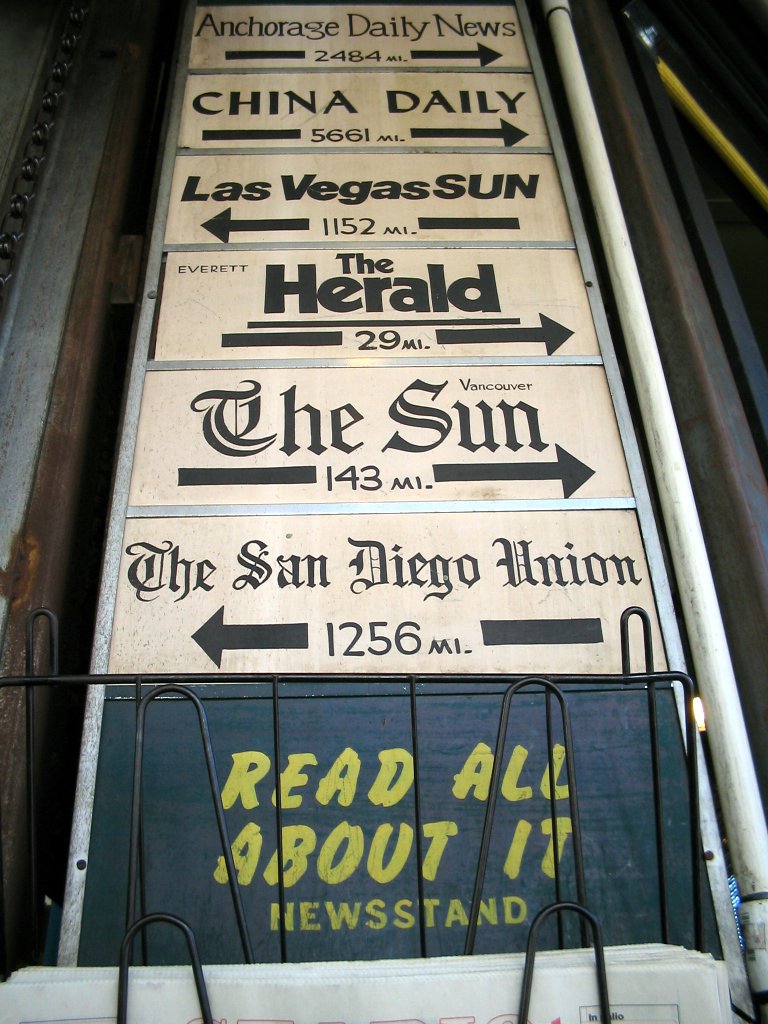 Anchorage Daily News
2484 MI.
CHINA DAILY
5661 MI.
Las Vegas SUN
1152 MI.
EVERETT
The
Herald
29 MI.
Vancouver
The Sun
143 MI.
The San Diego Union
1256 MI.
READ ALL
ABOUT IT
NEWSSTAND